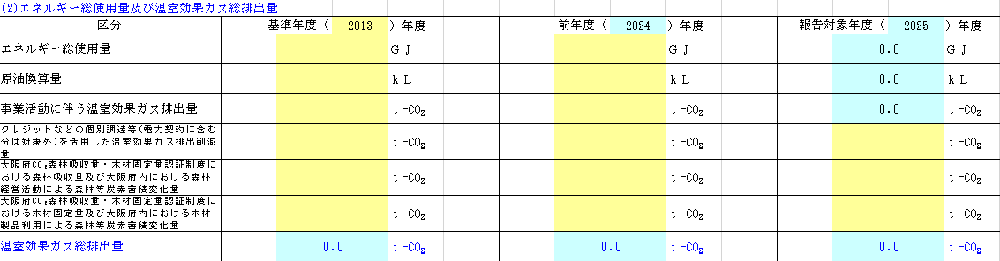 (2)エネルギー総使用量及び温室効果ガス総排出量
区分 基準年度( 2013 )年度 前年度( 2024 )年度 報告対象年度( 2025 )年度
エネルギー総使用量 GJ GJ 0.0 GJ
原油換算量 kL kL 0.0 kL
事業活動に伴う温室効果ガス排出量 t-CO₂ t-CO₂ 0.0 t-CO₂
クレジットなどの個別調達等(電力契約に含む
分は対象外)を活用した温室効果ガス排出削減
量
t-CO₂ t-CO₂ t-CO₂
大阪府CO₂森林吸収量・木材固定量認証制度に
おける森林吸収量及び大阪府内における森林
経営活動による森林等炭素蓄積変化量
t-CO₂ t-CO₂ t-CO₂
大阪府CO₂森林吸収量・木材固定量認証制度に
おける木材固定量及び大阪府内における木材
製品利用による森林等炭素蓄積変化量
t-CO₂ t-CO₂ t-CO₂
温室効果ガス総排出量 0.0 t-CO₂ 0.0 t-CO₂ 0.0 t-CO₂